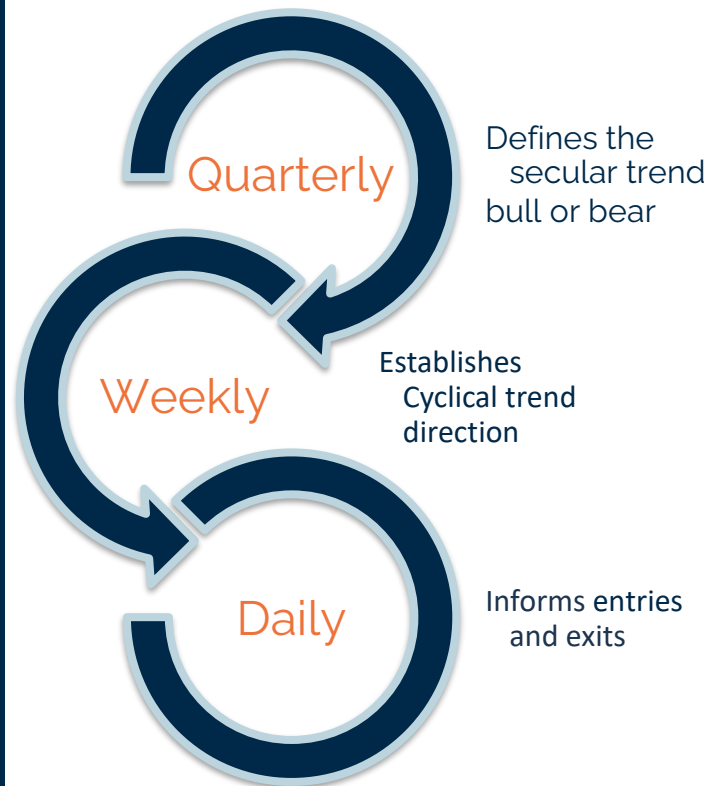 Quarterly
Defines the
secular trend
bull or bear
Weekly
Establishes
Cyclical trend
direction
Daily
Informs entries
and exits